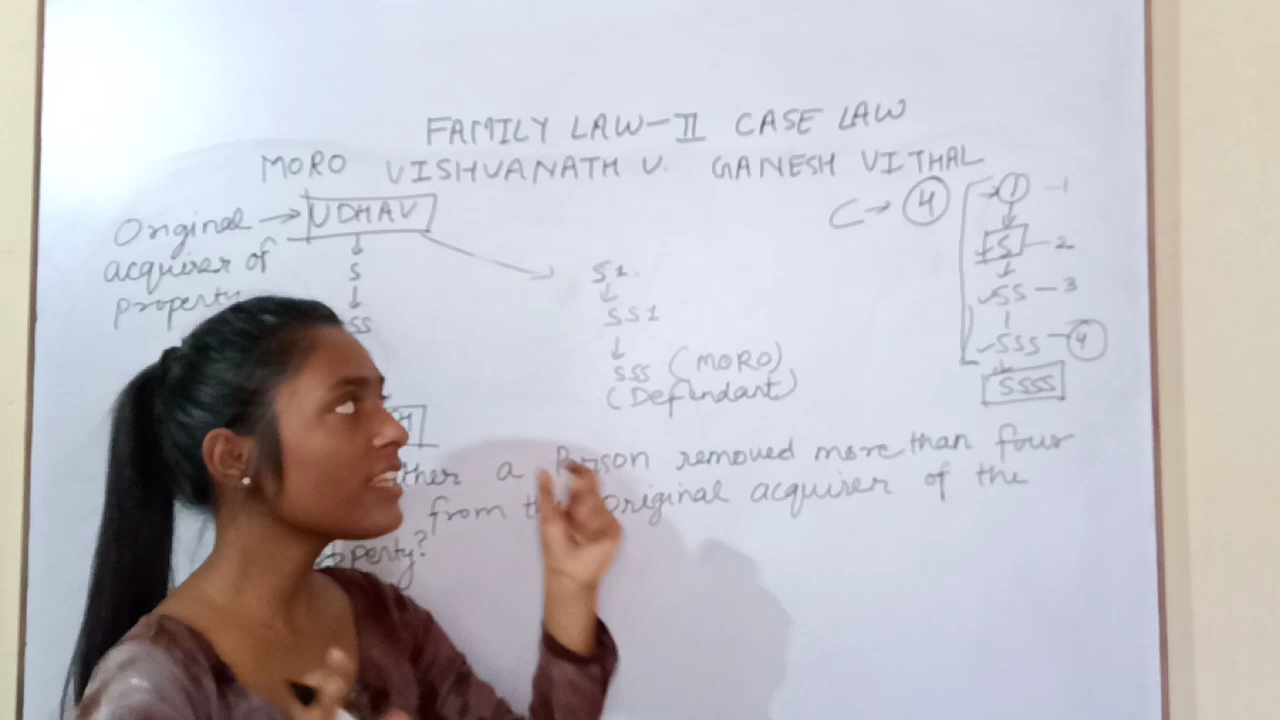 FAMILY LAW-II CASE LAW
MORO VISHVANATH V. GANESH VITHAL
Original → UDHAV
acquirer of
property
S
SS
S1.
SS1
SSS (MORO)
(Defendant)
C → 4
1 - 1
S - 2
SS - 3
SSS - 4
SSSS
a Person removed more than four
from Original acquirer of the
?